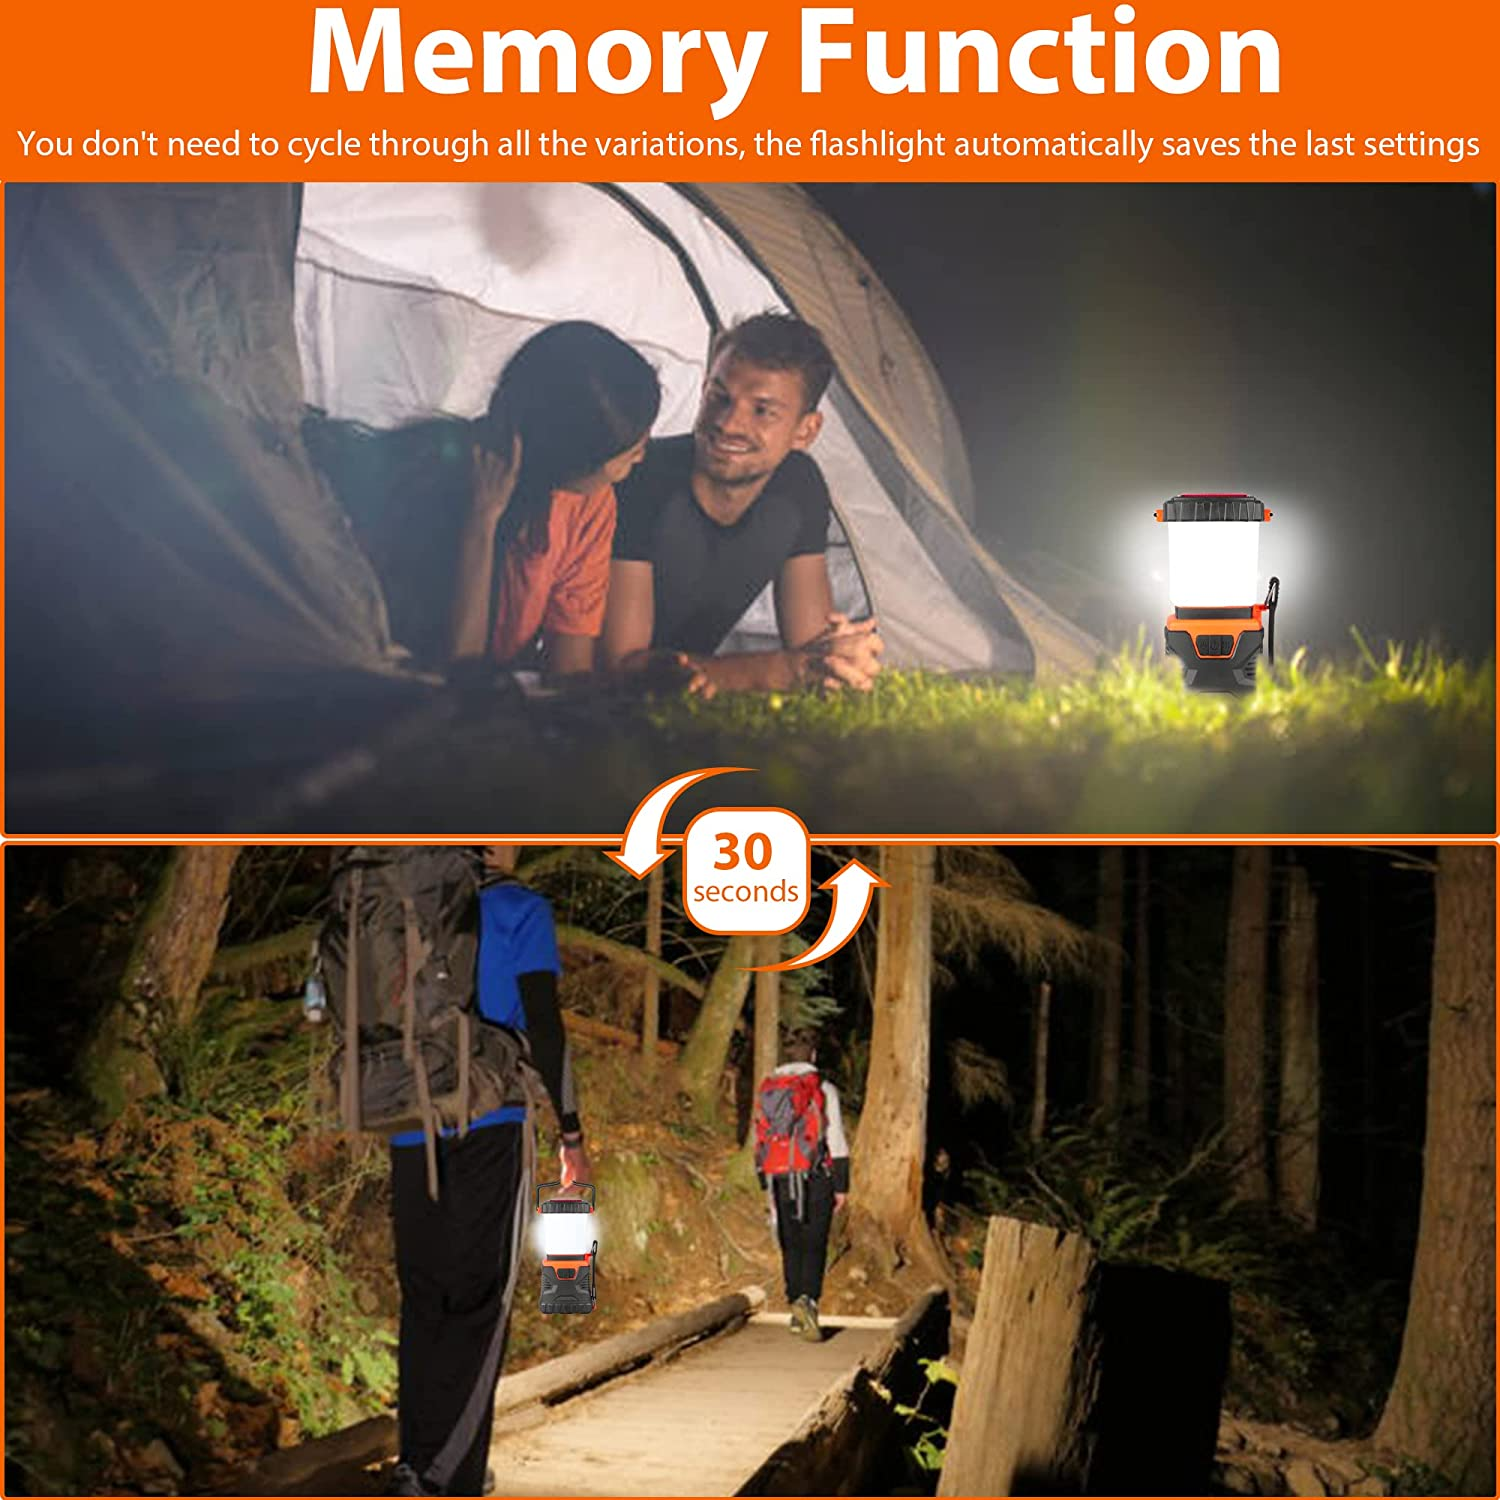 Memory Function
You don't need to cycle through all the variations, the flashlight automatically saves the last settings
30
seconds